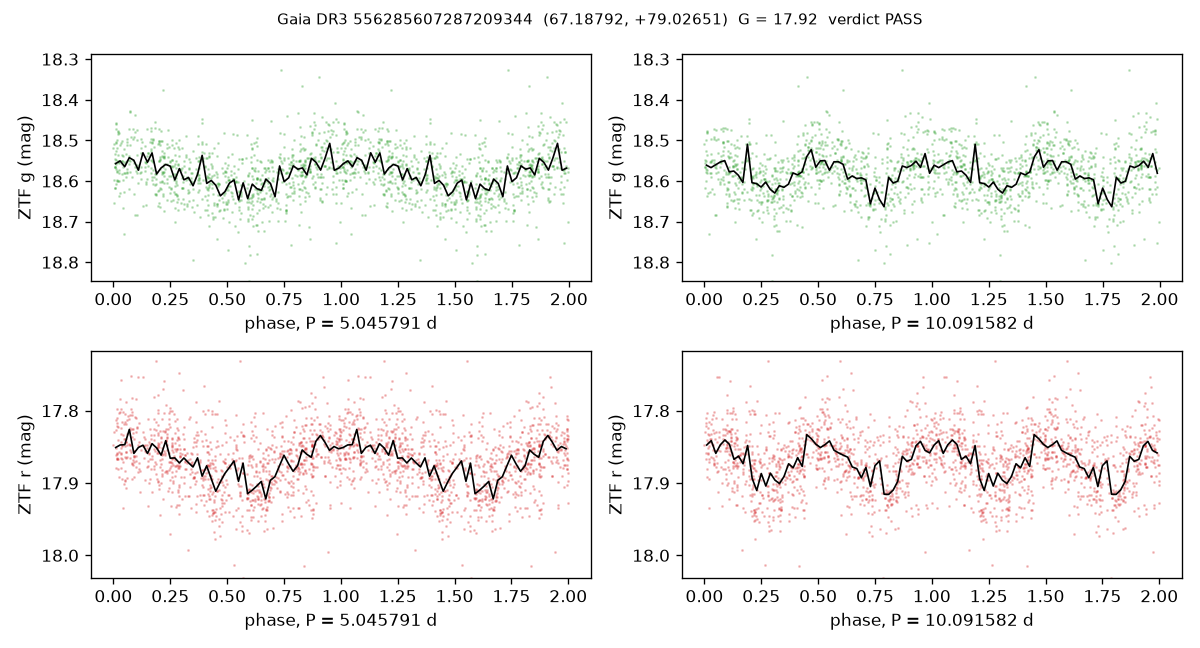 Gaia DR3 556285607287209344 (67.18792, +79.02651) G = 17.92 verdict PASS
ZTF g (mag)
18.3
18.4
18.5
18.6
18.7
18.8
0.00 0.25 0.50 0.75 1.00 1.25 1.50 1.75 2.00
phase, P = 5.045791 d
ZTF g (mag)
18.3
18.4
18.5
18.6
18.7
18.8
0.00 0.25 0.50 0.75 1.00 1.25 1.50 1.75 2.00
phase, P = 10.091582 d
ZTF r (mag)
17.8
17.9
18.0
0.00 0.25 0.50 0.75 1.00 1.25 1.50 1.75 2.00
phase, P = 5.045791 d
ZTF r (mag)
17.8
17.9
18.0
0.00 0.25 0.50 0.75 1.00 1.25 1.50 1.75 2.00
phase, P = 10.091582 d